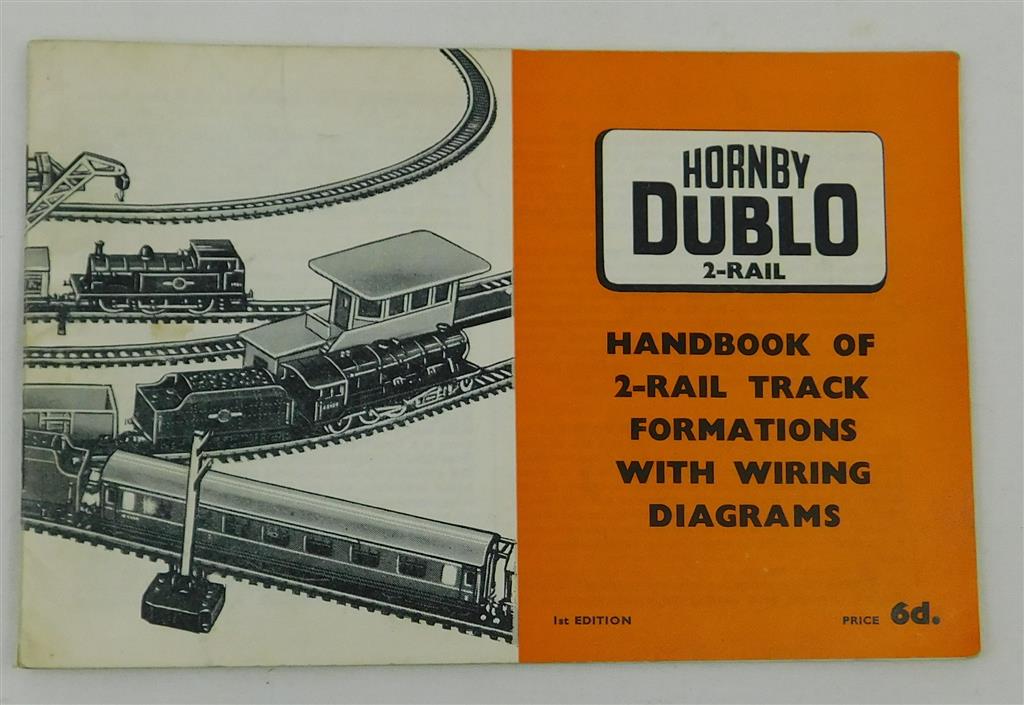 HORNBY
DUBLO
2-RAIL
HANDBOOK OF
2-RAIL TRACK
FORMATIONS
WITH WIRING
DIAGRAMS
1st EDITION
PRICE 6d.